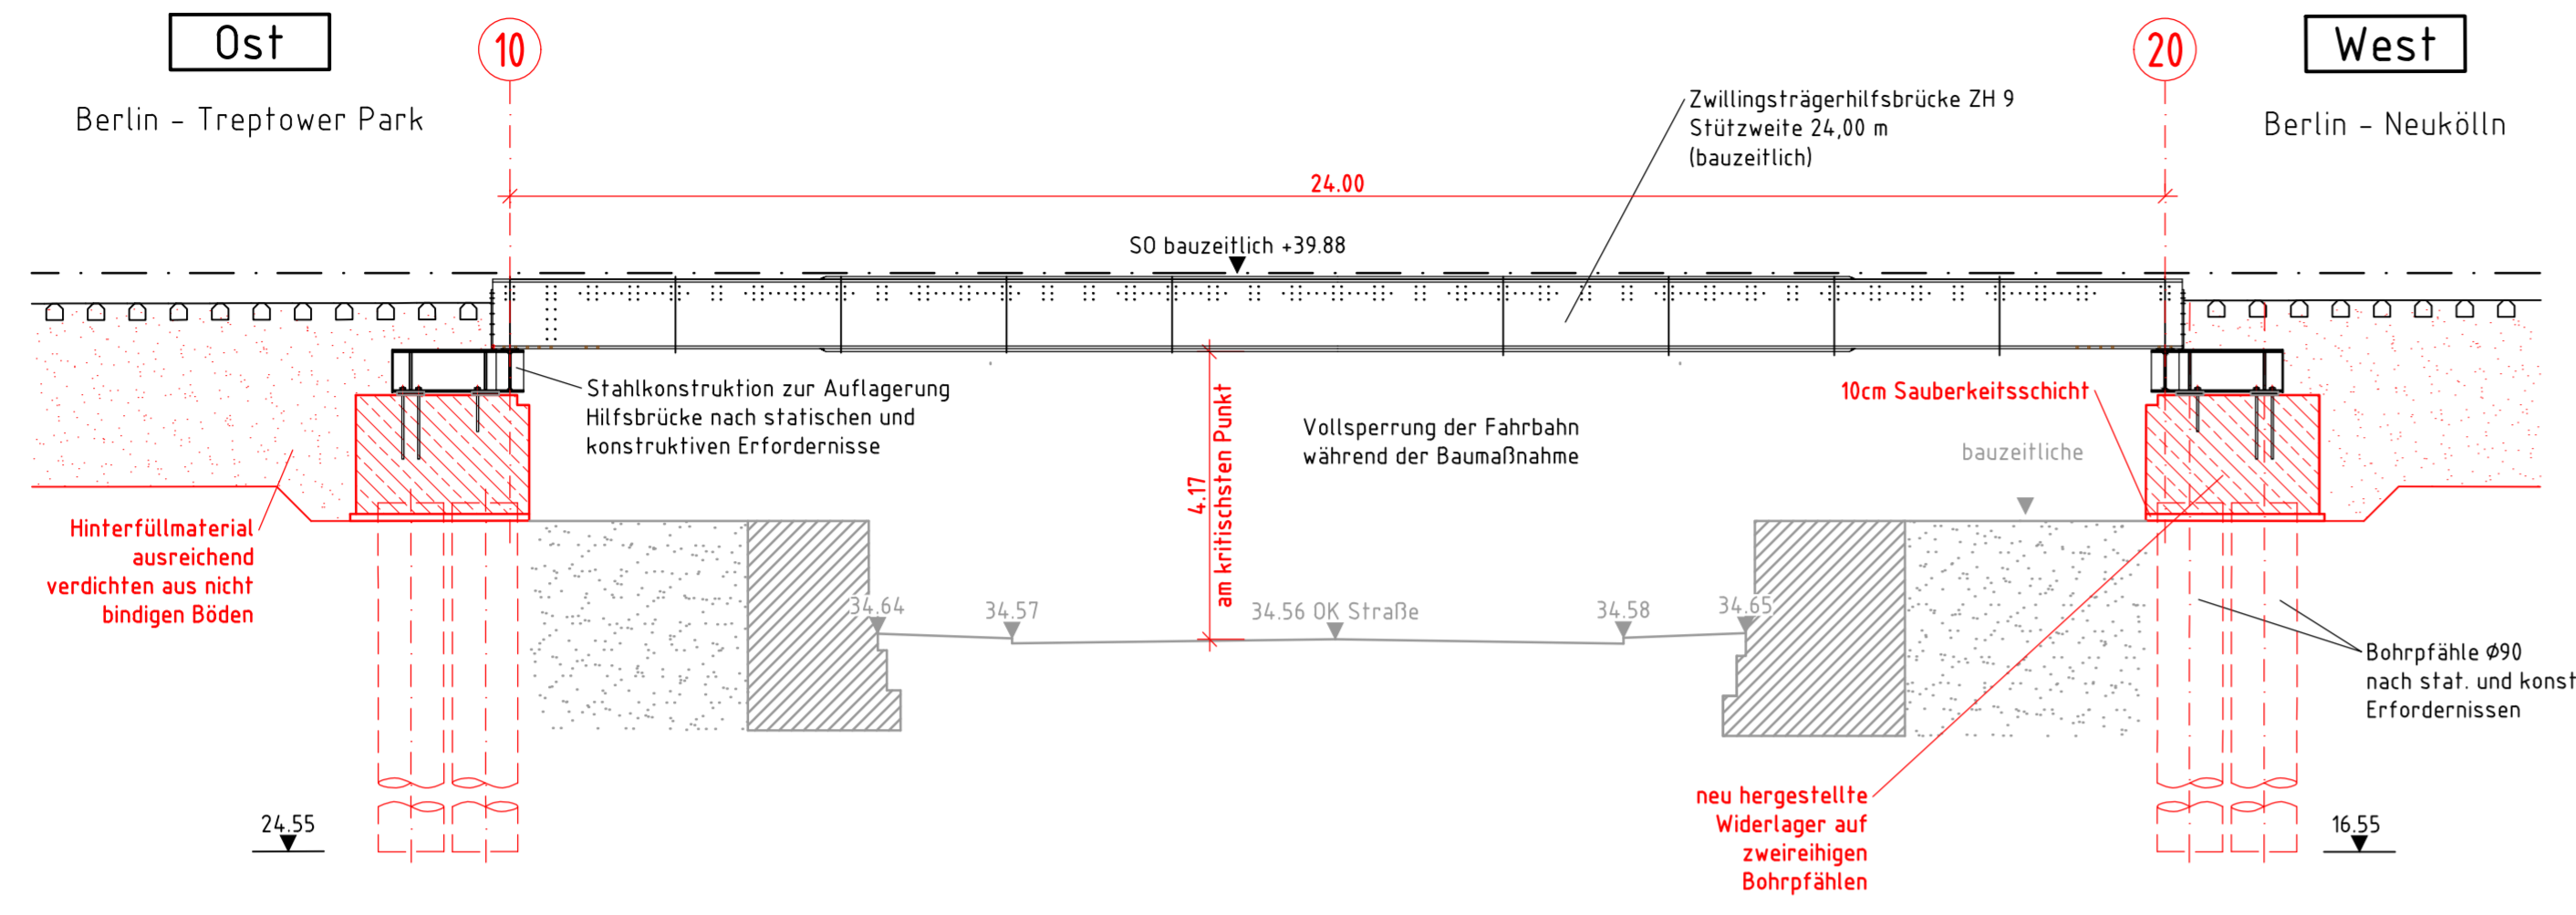 Ost
10
20
West
Berlin - Treptower Park
Berlin - Neukölln
Zwillingsträgerhilfsbrücke ZH 9
Stützweite 24,00 m
(bauzeitlich)
24.00
SO bauzeitlich +39.88
Stahlkonstruktion zur Auflagerung
Hilfsbrücke nach statischen und
konstruktiven Erfordernisse
4.17
am kritischsten Punkt
Vollsperrung der Fahrbahn
während der Baumaßnahme
10cm Sauberkeitsschicht
bauzeitliche
Hinterfüllmaterial
ausreichend
verdichten aus nicht
bindigen Böden
34.64
34.57
34.56 OK Straße
34.58
34.65
Bohrpfähle Ø90
nach stat. und konst
Erfordernissen
neu hergestellte
Widerlager auf
zweireihigen
Bohrpfählen
24.55
16.55